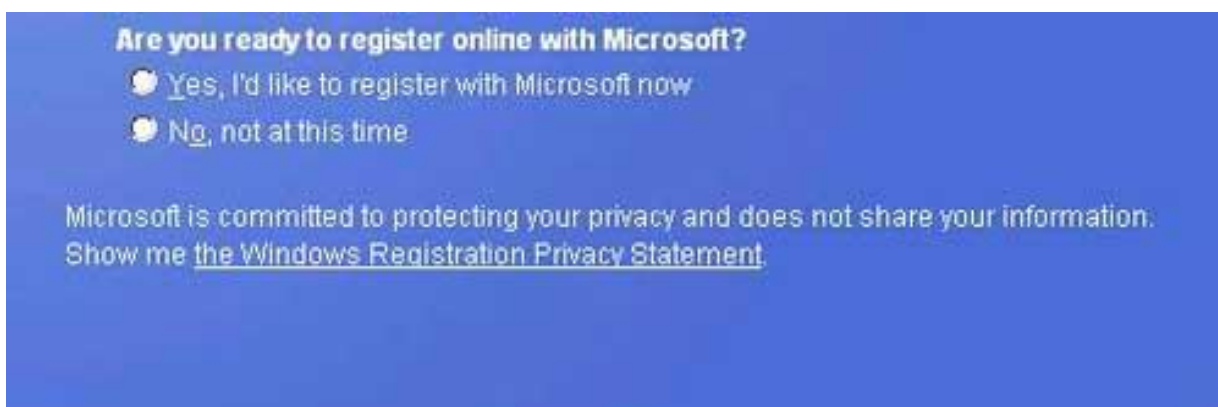 Are you ready to register online with Microsoft?
Yes, I'd like to register with Microsoft now
No, not at this time
Microsoft is committed to protecting your privacy and does not share your information.
Show me the Windows Registration Privacy Statement.